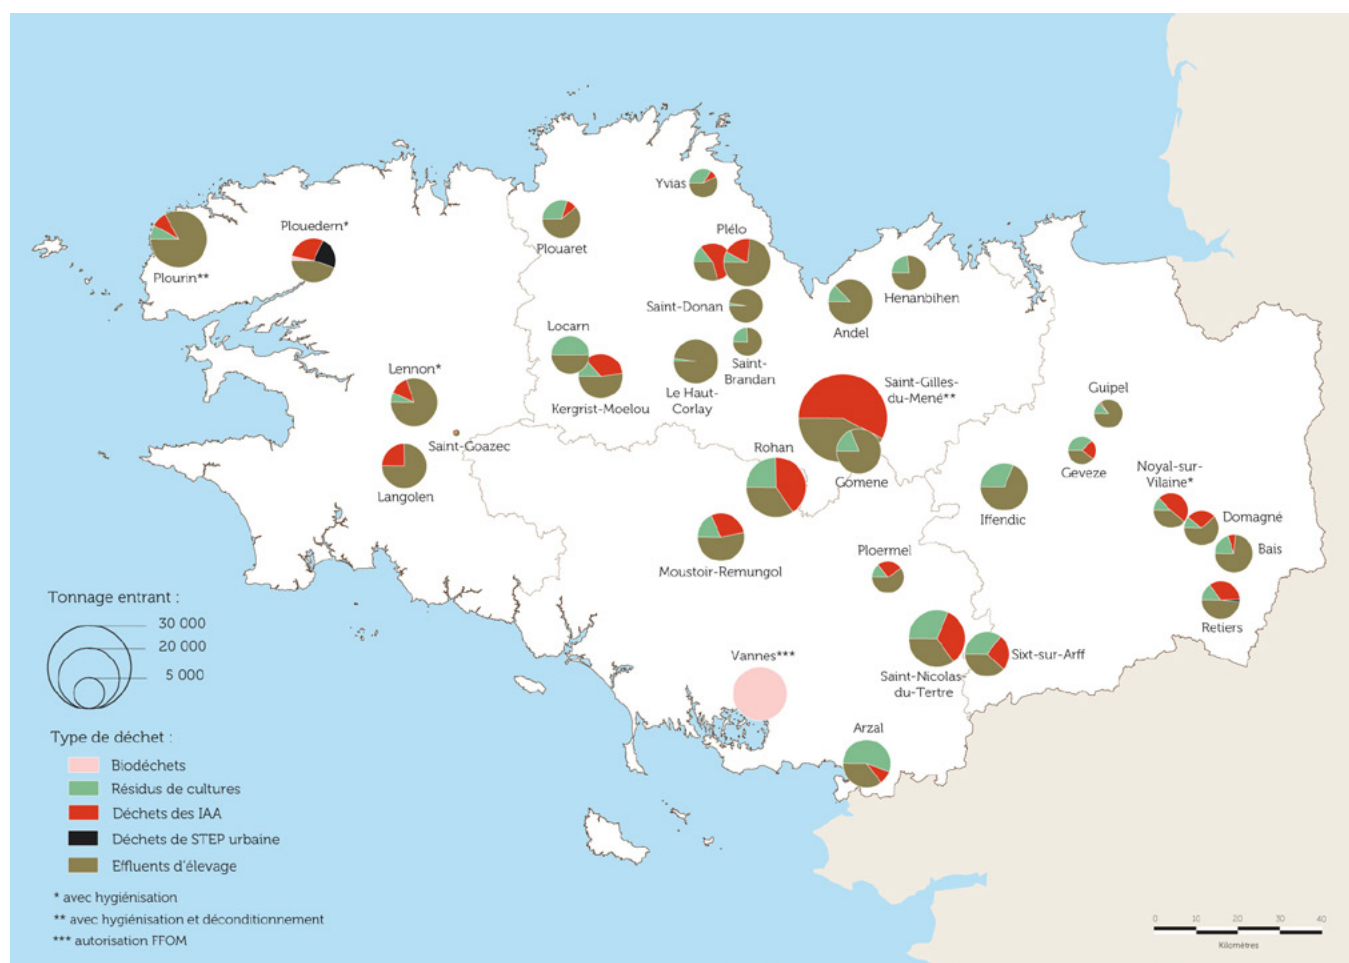 Yvias
Plouedern*
Plouaret
Plélo
Plourin**
Henanbihen
Saint-Donan
Andel
Locarn
Lennon*
Saint-
Brandan
Le Haut-
Corlay
Kergrist-Moelou
Saint-Gilles-
du-Mené**
Guipel
Saint-Goazec
Rohan
Gomene
Geveze
Langolen
Noyal-sur-
Vilaine*
Iffendic
Domagné
Bais
Moustoir-Remungol
Ploermel
Retiers
Tonnage entrant :
30 000
20 000
5 000
Vannes***
Saint-Nicolas-
du-Tertre
Sixt-sur-Arff
Arzal
Type de déchet :
Biodéchets
Résidus de cultures
Déchets des IAA
Déchets de STEP urbaine
Effluents d'élevage
* avec hygiénisation
** avec hygiénisation et déconditionnement
*** autorisation FFOM
0 10 20 30 40
Kilomètres